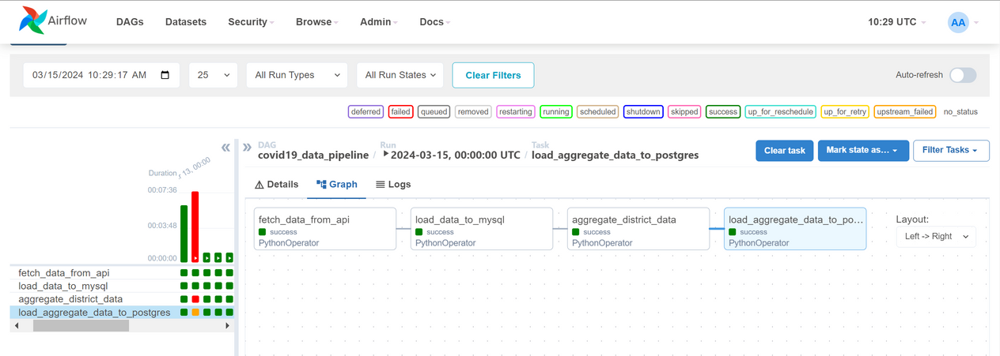 Airflow DAGs Datasets Security Browse Admin Docs 10:29 UTC AA
03/15/2024 10:29:17 AM 25 All Run Types All Run States Clear Filters Auto-refresh
deferred failed queued removed restarting running scheduled shutdown skipped success up_for_reschedule up_for_retry upstream_failed no_status
DAG Run Task
covid19_data_pipeline / 2024-03-15, 00:00:00 UTC / load_aggregate_data_to_postgres
Clear task Mark state as... Filter Tasks
Details Graph Logs
13, 00:00
Duration
00:07:36
00:03:48
00:00:00
fetch_data_from_api
load_data_to_mysql
aggregate_district_data
load_aggregate_data_to_postgres
fetch_data_from_api
success
PythonOperator
load_data_to_mysql
success
PythonOperator
aggregate_district_data
success
PythonOperator
load_aggregate_data_to_po...
success
PythonOperator
Layout:
Left -> Right